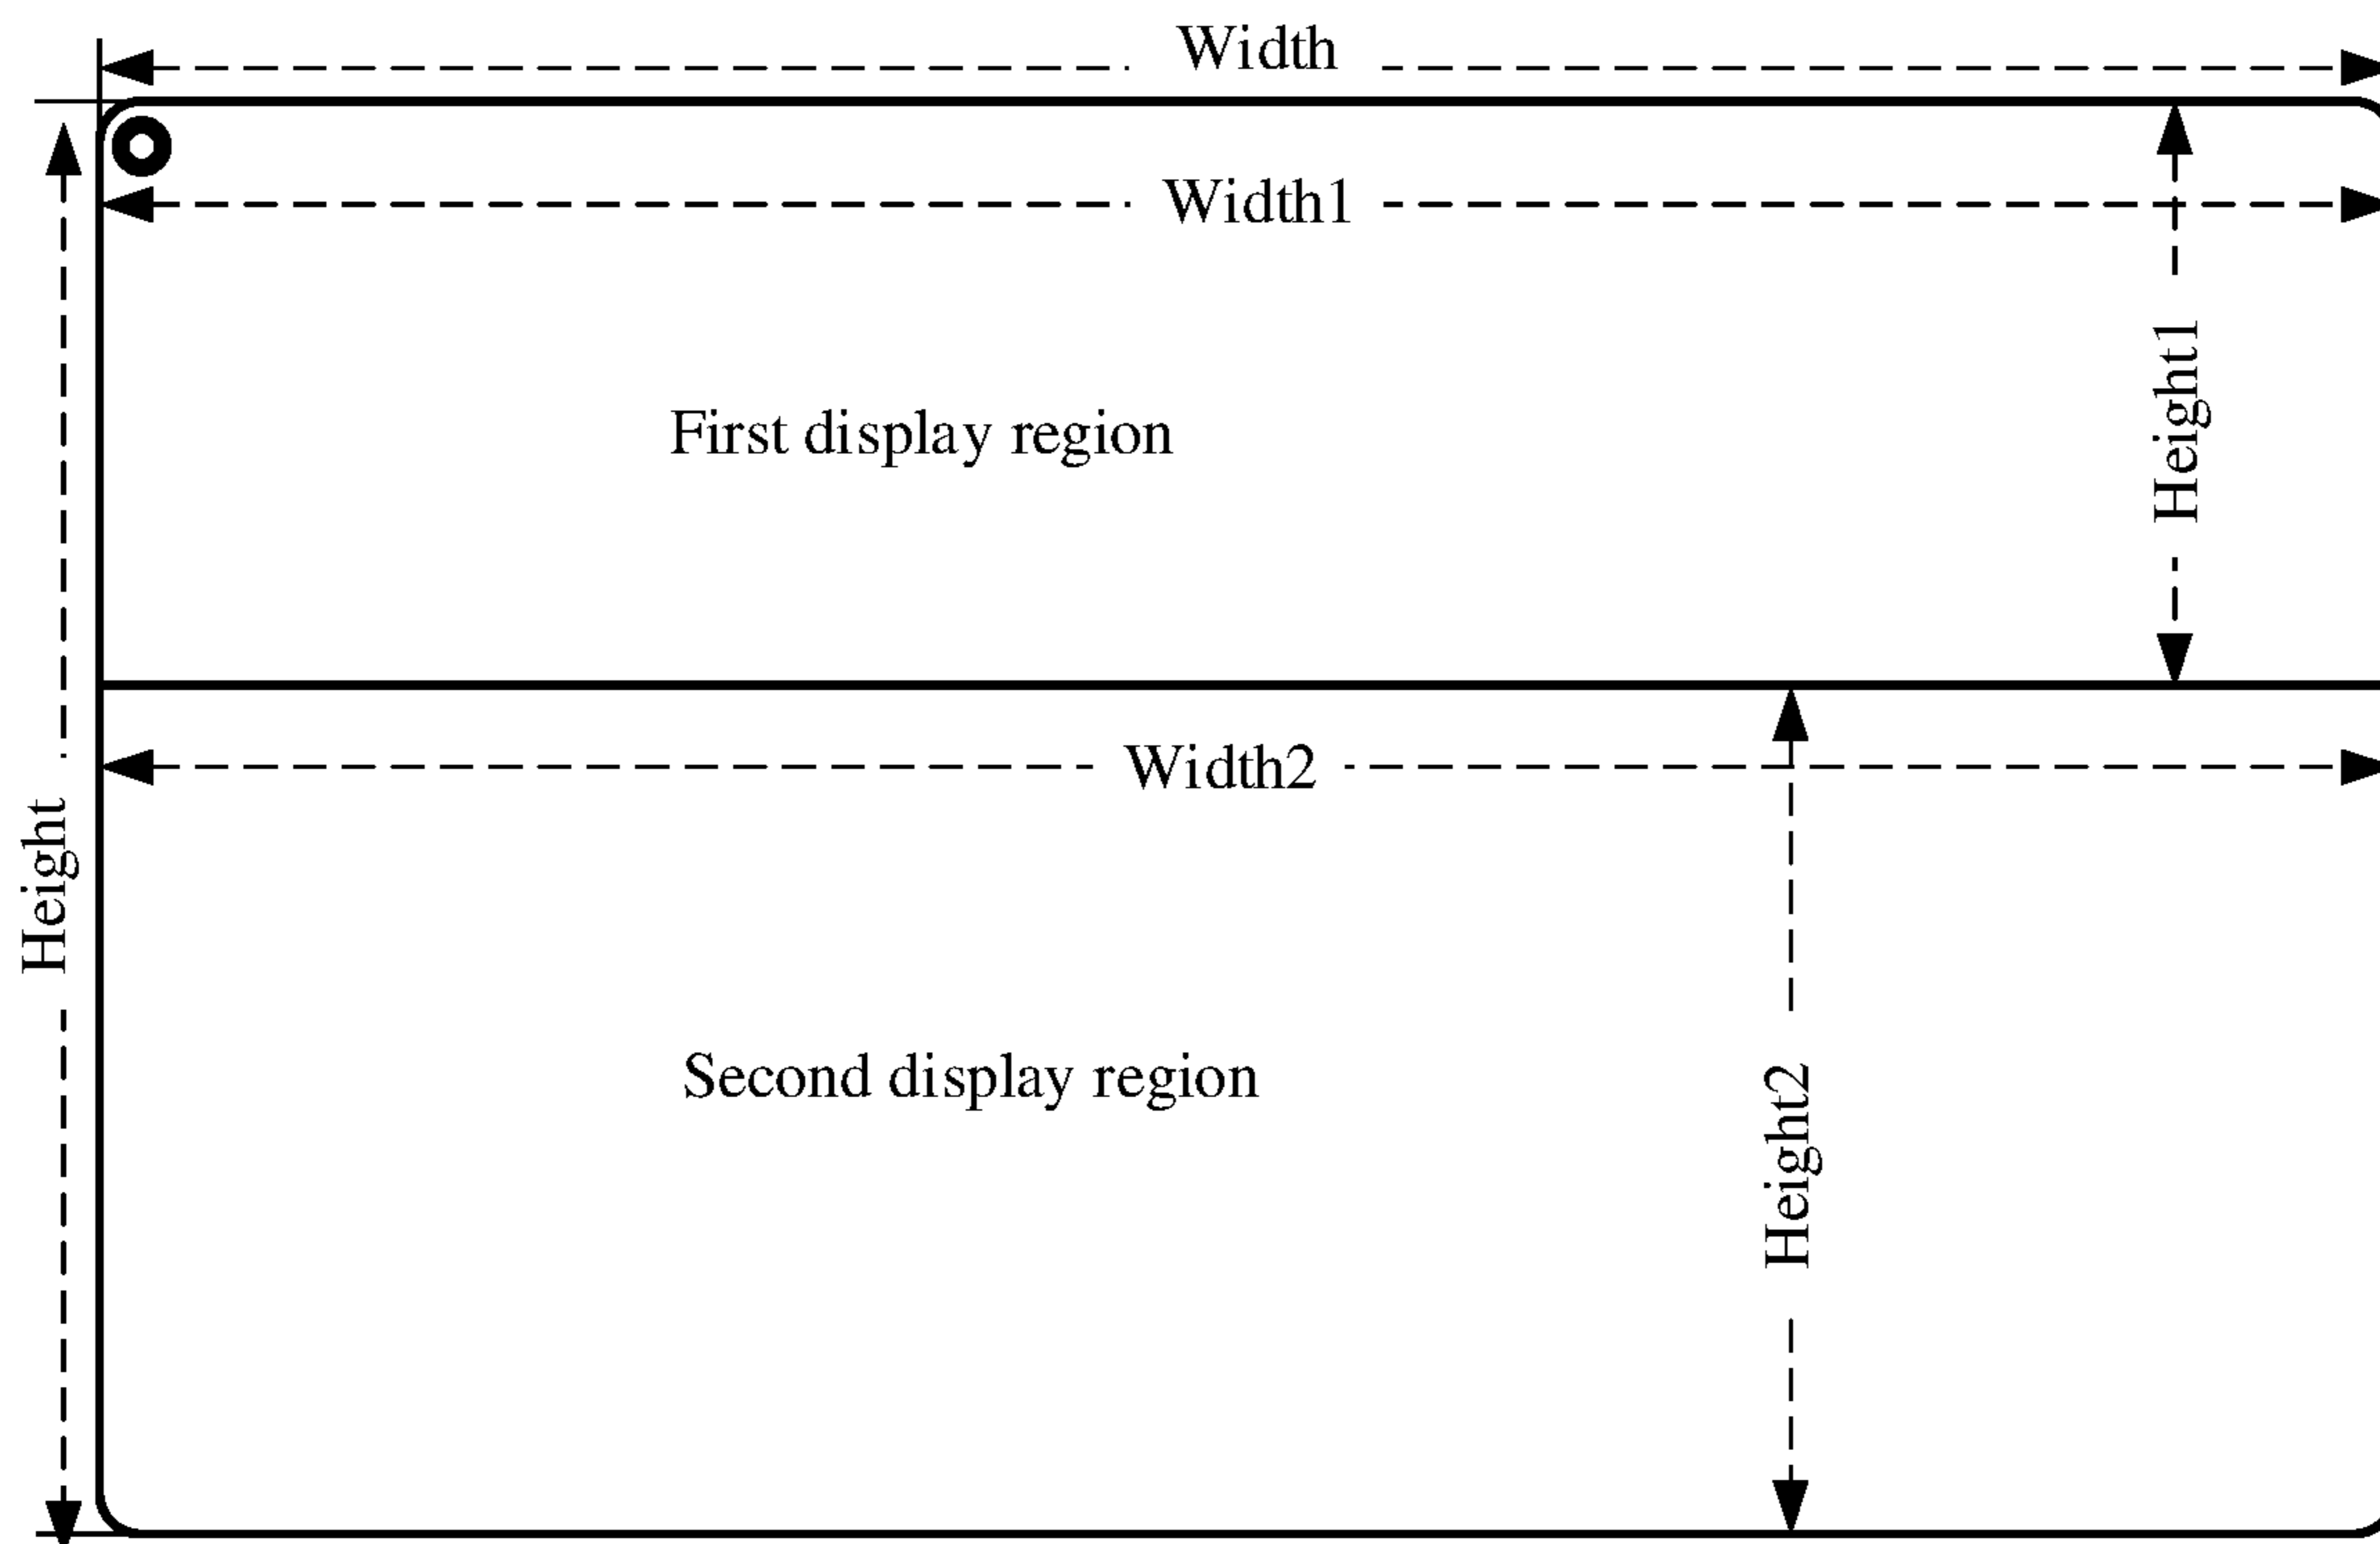 Width
Width1
Height1
First display region
Width2
Height
Second display region
Height2